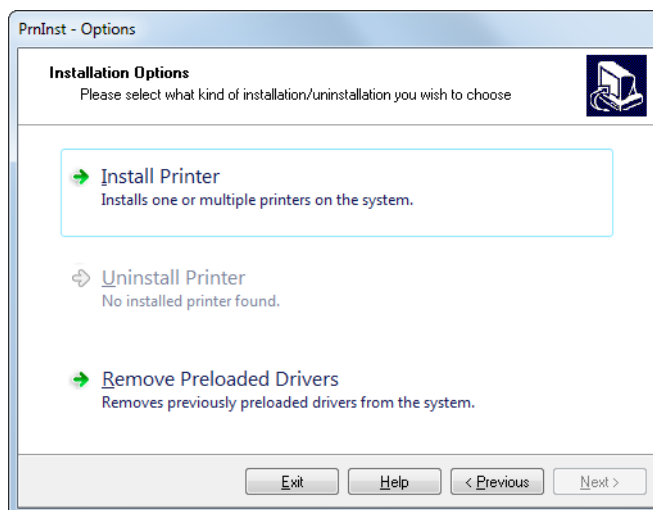 PrnInst - Options
Installation Options
Please select what kind of installation/uninstallation you wish to choose
Install Printer
Installs one or multiple printers on the system.
Uninstall Printer
No installed printer found.
Remove Preloaded Drivers
Removes previously preloaded drivers from the system.
Exit Help < Previous Next >